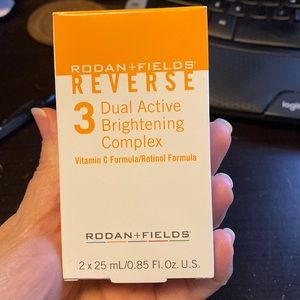 RODAN+FIELDS®
REVERSE
3 Dual Active
Brightening
Complex
Vitamin C Formula/Retinol Formula
RODAN+FIELDS®
2 x 25 mL/0.85 Fl. Oz. U.S.
logi